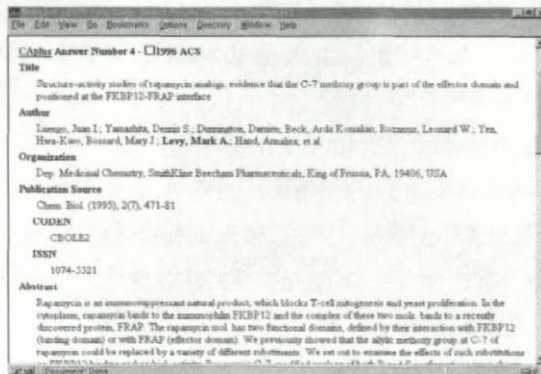 File Edit View Go Bookmarks Options Directory Window Help
CAplus Answer Number 4 - □1996 ACS
Title
Structure-activity studies of rapamycin analogs, evidence that the C-7 methoxy group is part of the effector domain and
positioned at the FKBP12-FRAP interface
Author
Luengo, Juan I.; Yamashita, Dennis S.; Dunnington, Damien; Beck, Arda Konialian; Rozamus, Leonard W.; Yen,
Hwa-Kwo, Bossard, Mary J.; Levy, Mark A.; Hand, Annalisa, et al.
Organization
Dep. Medicinal Chemistry, SmithKline Beecham Pharmaceuticals, King of Prussia, PA, 19406, USA
Publication Source
Chem. Biol. (1995), 2(7), 471-81
CODEN
CBOLE2
ISSN
1074-5521
Abstract
Rapamycin is an immunosuppressant natural product, which blocks T-cell mitogenesis and yeast proliferation. In the
cytoplasm, rapamycin binds to the immunophilin FKBP12 and the complex of these two mols. binds to a recently
discovered protein, FRAP. The rapamycin mol. has two functional domains, defined by their interaction with FKBP12
(binding domain) or with FRAP (effector domain). We previously showed that the allylic methoxy group at C-7 of
rapamycin could be replaced by a variety of different substituents. We set out to examine the effects of such substitutions
Document: Done